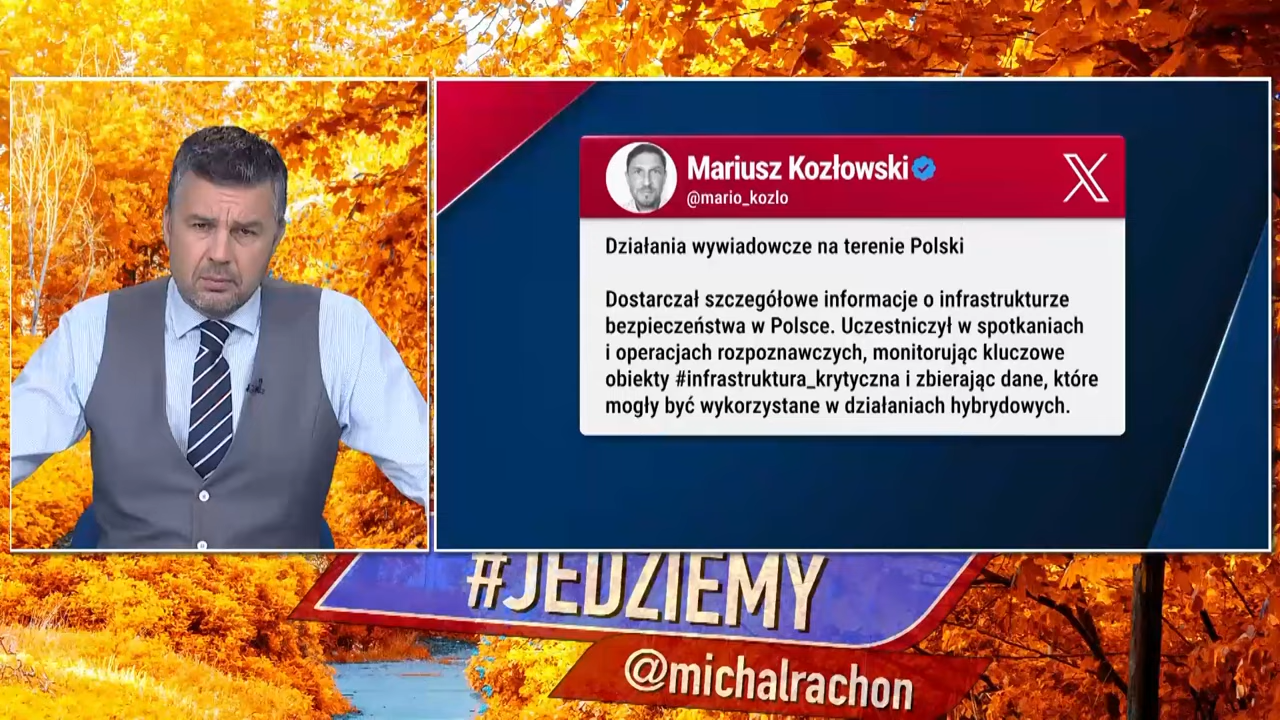 Mariusz Kozłowski
@mario_kozlo
Działania wywiadowcze na terenie Polski
Dostarczał szczegółowe informacje o infrastrukturze
bezpieczeństwa w Polsce. Uczestniczył w spotkaniach
i operacjach rozpoznawczych, monitorując kluczowe
obiekty #infrastruktura_krytyczna i zbierając dane, które
mogły być wykorzystane w działaniach hybrydowych.
#JEDZIEMY
@michalrachon